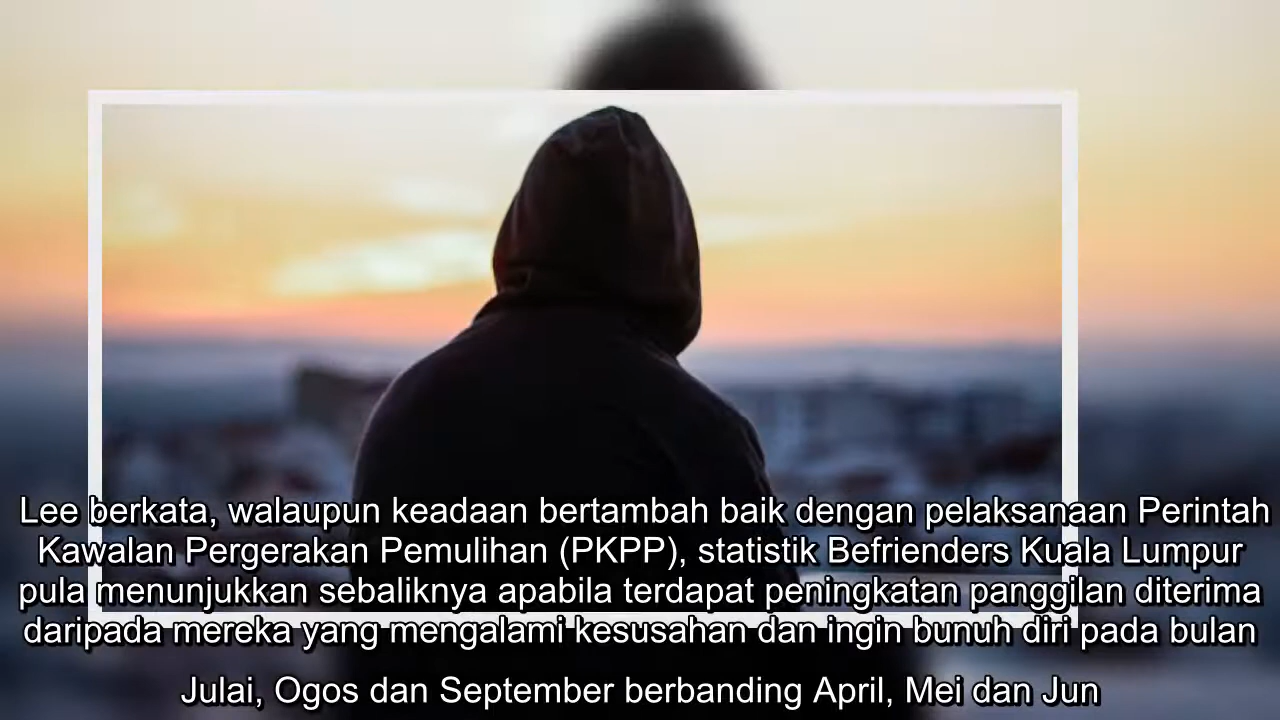 Lee berkata, walaupun keadaan bertambah baik dengan pelaksanaan Perintah
Kawalan Pergerakan Pemulihan (PKPP), statistik Befrienders Kuala Lumpur
pula menunjukkan sebaliknya apabila terdapat peningkatan panggilan diterima
daripada mereka yang mengalami kesusahan dan ingin bunuh diri pada bulan
Julai, Ogos dan September berbanding April, Mei dan Jun